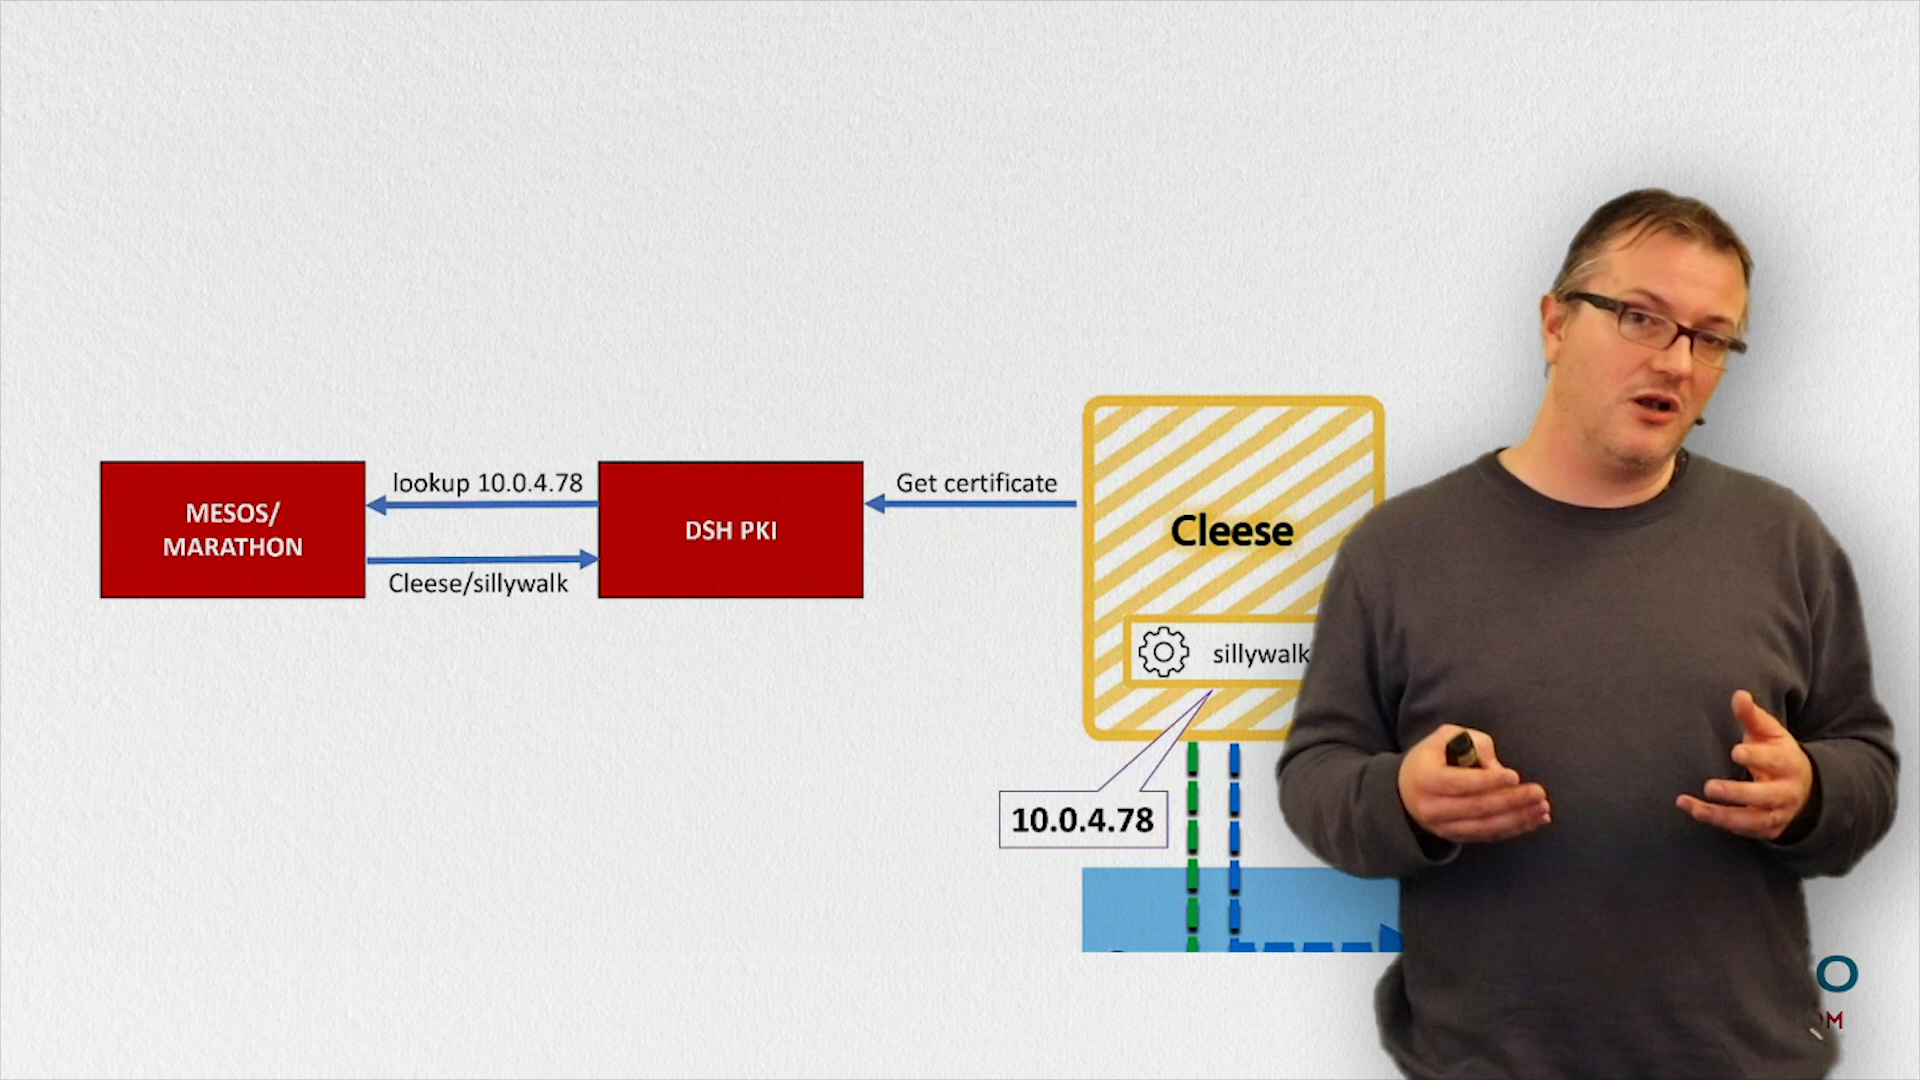 lookup 10.0.4.78
Get certificate
MESOS/
MARATHON
DSH PKI
Cleese
Cleese/sillywalk
sillywalk
10.0.4.78